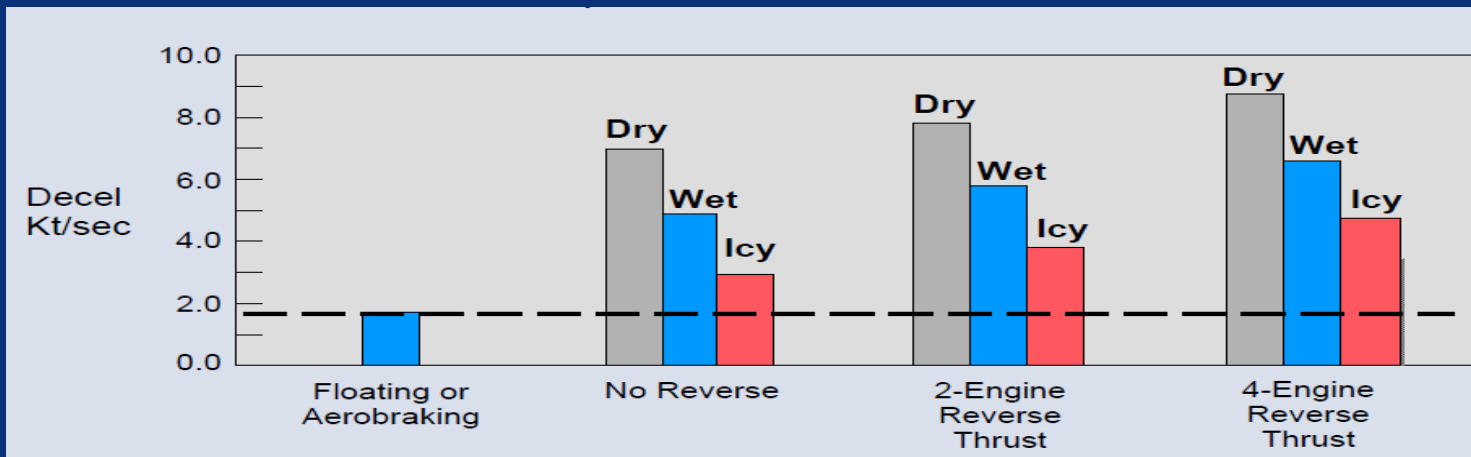 10.0
8.0
6.0
4.0
2.0
0.0
Decel
Kt/sec
Dry
Wet
Icy
Dry
Wet
Icy
Dry
Wet
Icy
Floating or
Aerobraking
No Reverse
2-Engine
Reverse
Thrust
4-Engine
Reverse
Thrust